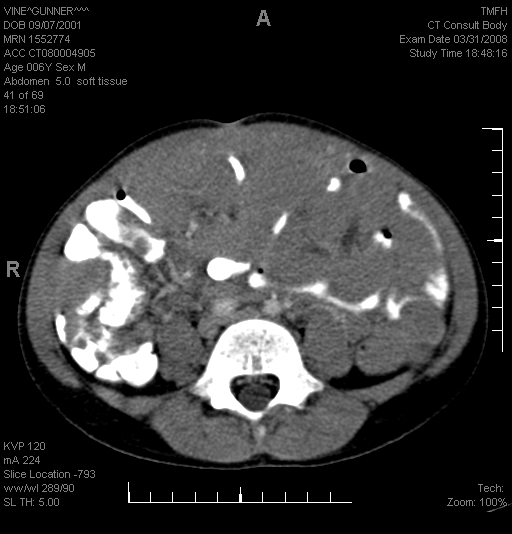 VINE^GUNNER^^^
DOB 09/07/2001
MRN 1552774
ACC CT080004905
Age 006Y Sex M
Abdomen 5.0 soft tissue
41 of 69
18:51:06
A
TMFH
CT Consult Body
Exam Date 03/31/2008
Study Time 18:48:16
R
KVP 120
mA 224
Slice Location -793
ww/wl 289/90
SL TH: 5.00
Tech:
Zoom: 100%